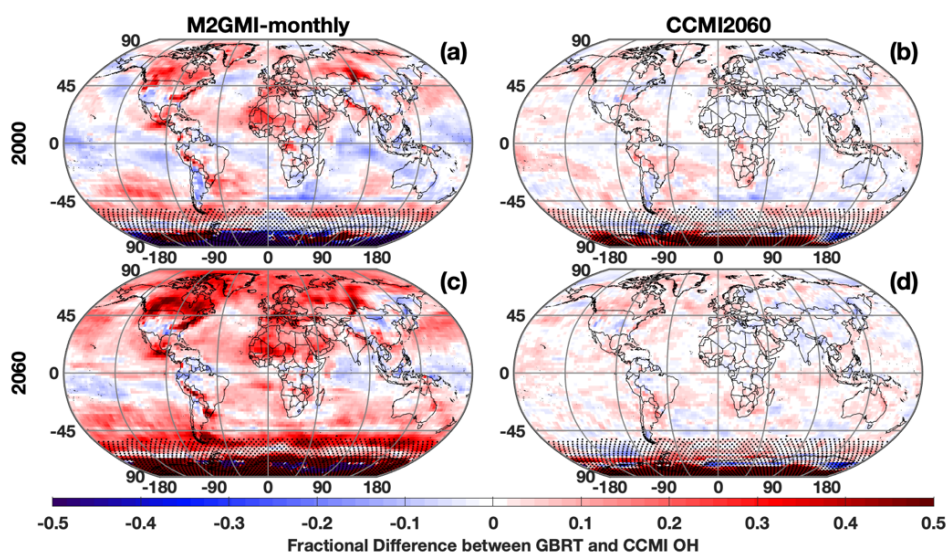 M2GMI-monthly CCMI2060
90 (a) 90 (b)
45 45
2000
0 0
-45 -45
90 -180 -90 0 90 180 90 -180 -90 0 90 180
90 (c) 90 (d)
45 45
2060
0 0
-45 -45
90 -180 -90 0 90 180 90 -180 -90 0 90 180
-0.5 -0.4 -0.3 -0.2 -0.1 0 0.1 0.2 0.3 0.4 0.5
Fractional Difference between GBRT and CCMI OH